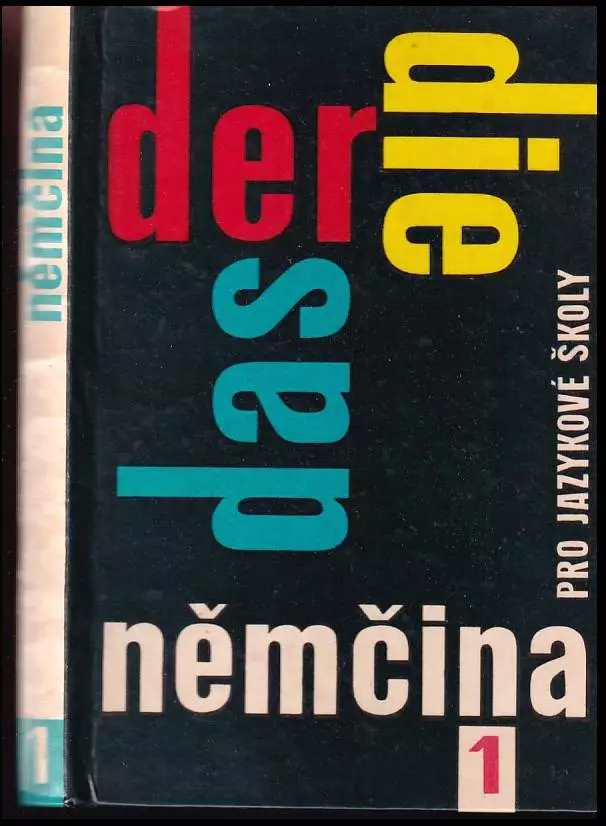 němčina
1
der
die
das
PRO JAZYKOVÉ ŠKOLY
němčina
1